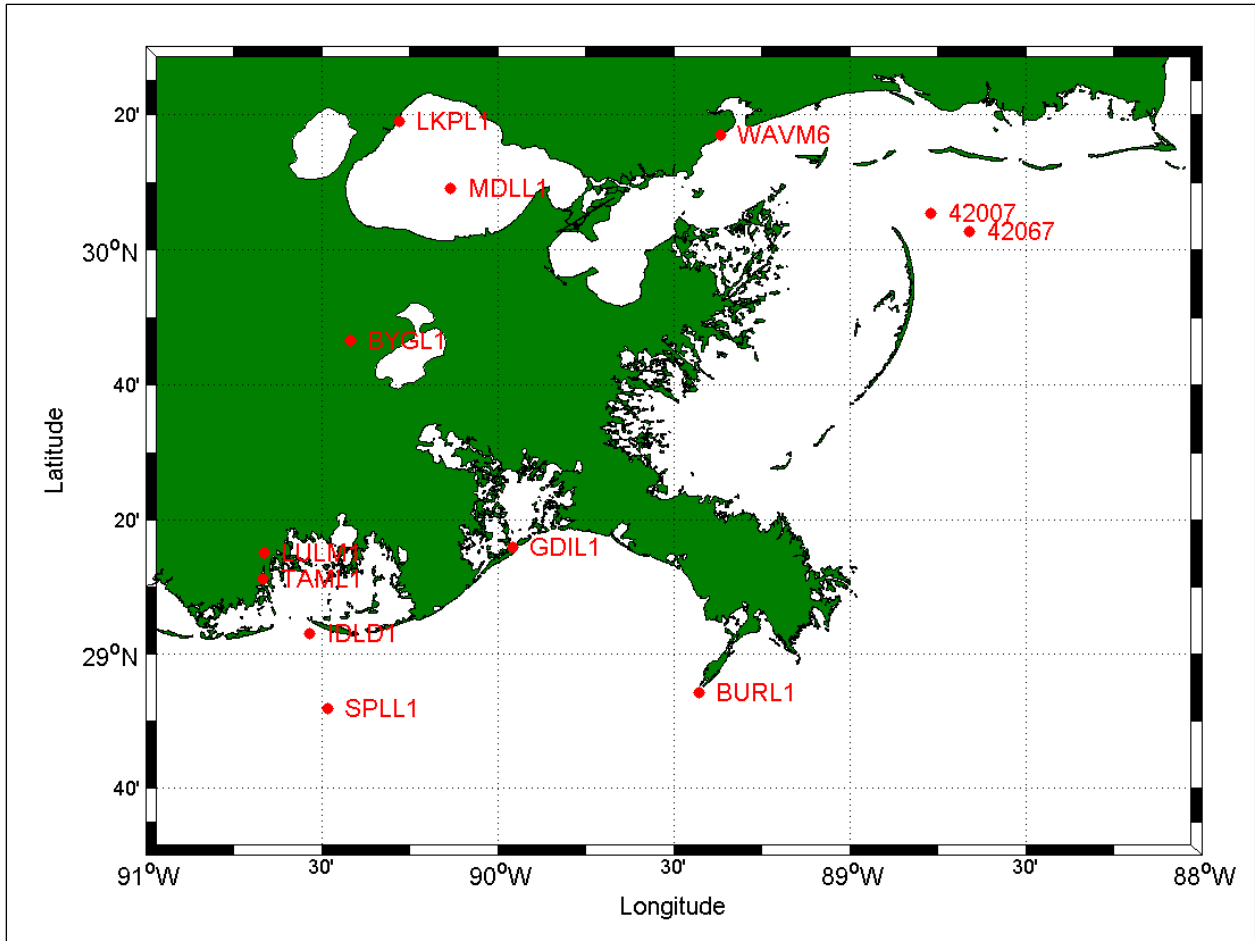 20'
LKPL1
WAVM6
MDLL1
42007
42067
30°N
BYGL1
40'
Latitude
20'
LULM1
GDIL1
TAML1
IDLD1
29°N
BURL1
SPLL1
40'
91°W
30'
90°W
30'
89°W
30'
88°W
Longitude